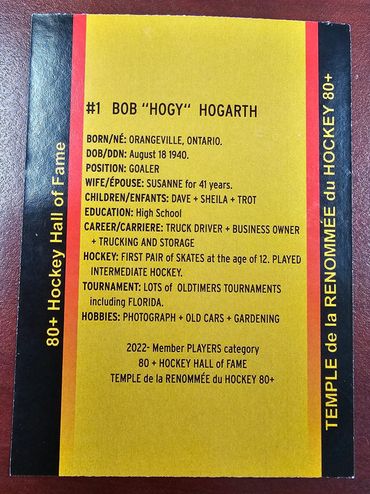 #1 BOB "HOGY" HOGARTH
BORN/NÉ: ORANGEVILLE, ONTARIO.
DOB/DDN: August 18 1940.
POSITION: GOALER
WIFE/ÉPOUSE: SUSANNE for 41 years.
CHILDREN/ENFANTS: DAVE + SHEILA + TROT
EDUCATION: High School
CAREER/CARRIERE: TRUCK DRIVER + BUSINESS OWNER
+ TRUCKING AND STORAGE
HOCKEY: FIRST PAIR of SKATES at the age of 12. PLAYED
INTERMEDIATE HOCKEY.
TOURNAMENT: LOTS of OLDTIMERS TOURNAMENTS
including FLORIDA.
HOBBIES: PHOTOGRAPH + OLD CARS + GARDENING
2022- Member PLAYERS category
80 + HOCKEY HALL of FAME
TEMPLE de la RENOMMÉE du HOCKEY 80+
80+ Hockey Hall of Fame
TEMPLE de la RENOMMÉE du HOCKEY 80+